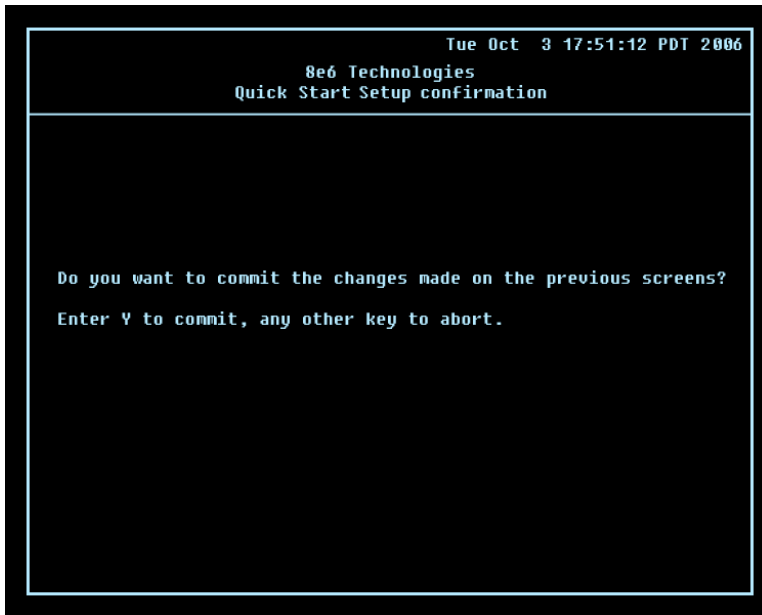 Tue Oct  3 17:51:12 PDT 2006
8e6 Technologies
Quick Start Setup confirmation
Do you want to commit the changes made on the previous screens?
Enter Y to commit, any other key to abort.